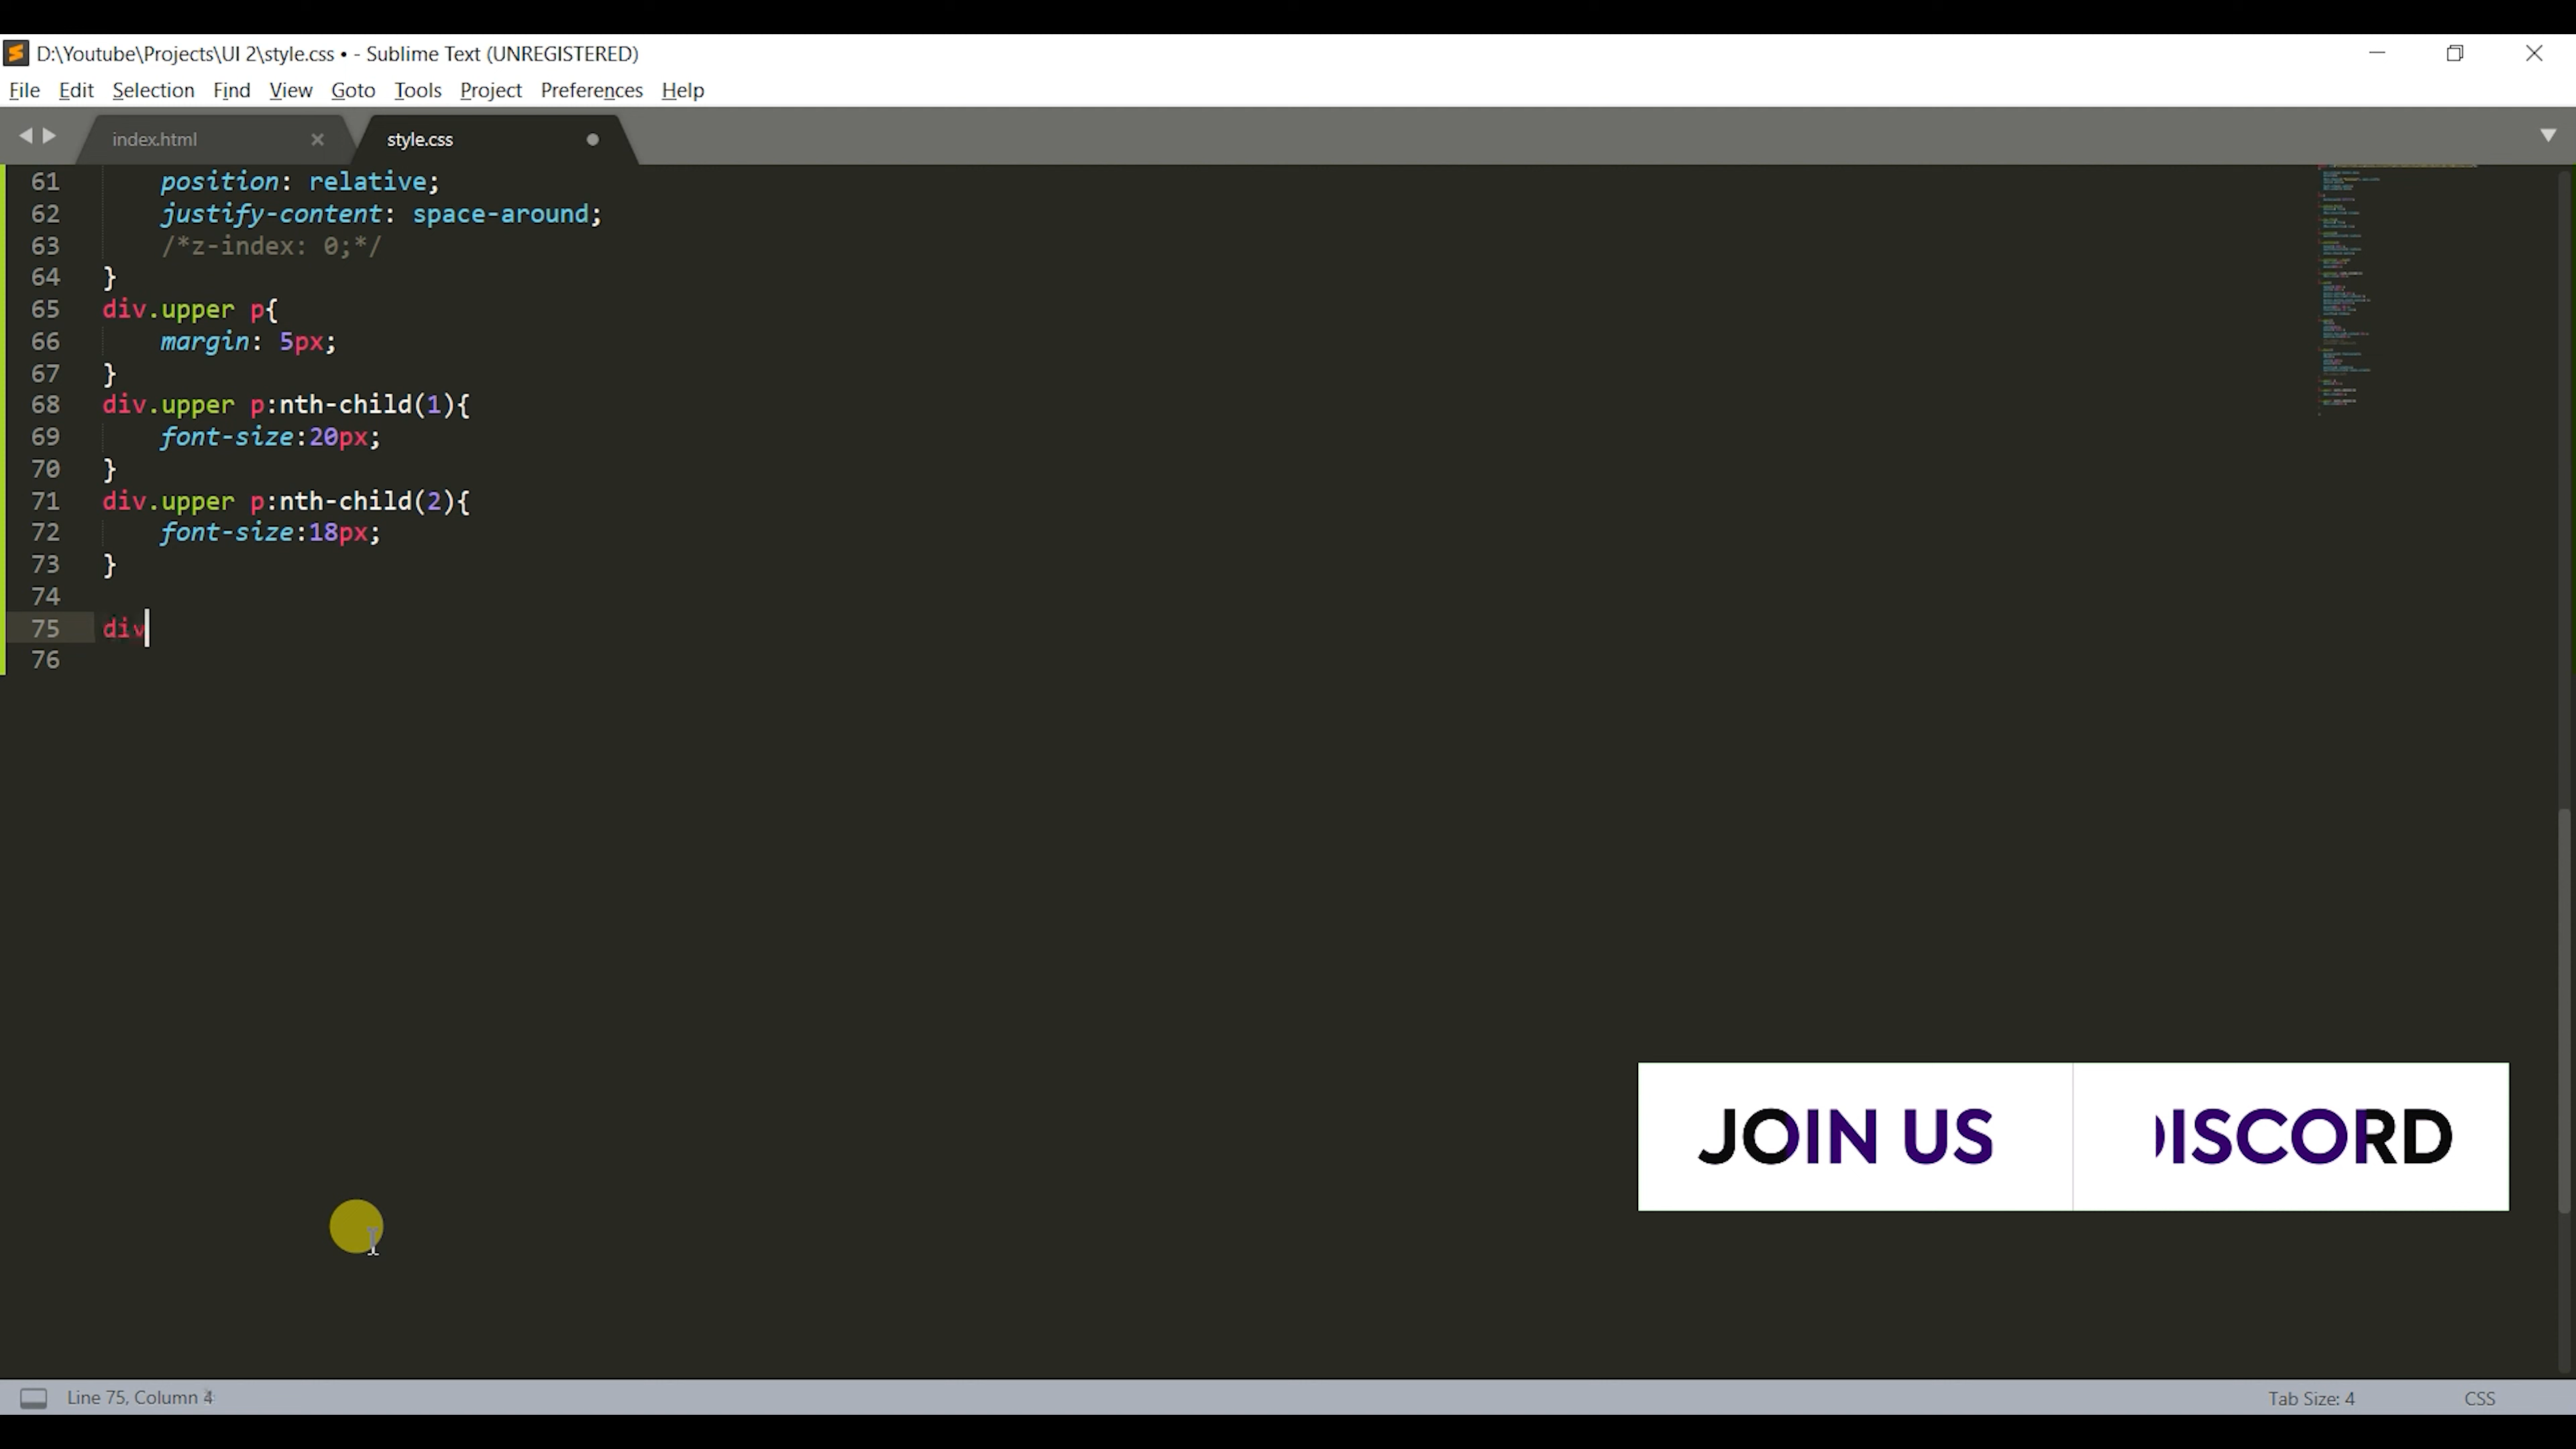 D:\Youtube\Projects\UI 2\style.css • - Sublime Text (UNREGISTERED)
File Edit Selection Find View Goto Tools Project Preferences Help
index.html style.css
61 position: relative;
62 justify-content: space-around;
63 /*z-index: 0;*/
64 }
65 div.upper p{
66 margin: 5px;
67 }
68 div.upper p:nth-child(1){
69 font-size:20px;
70 }
71 div.upper p:nth-child(2){
72 font-size:18px;
73 }
74
75 div
76
JOIN US DISCORD
Line 75, Column 4 Tab Size: 4 CSS